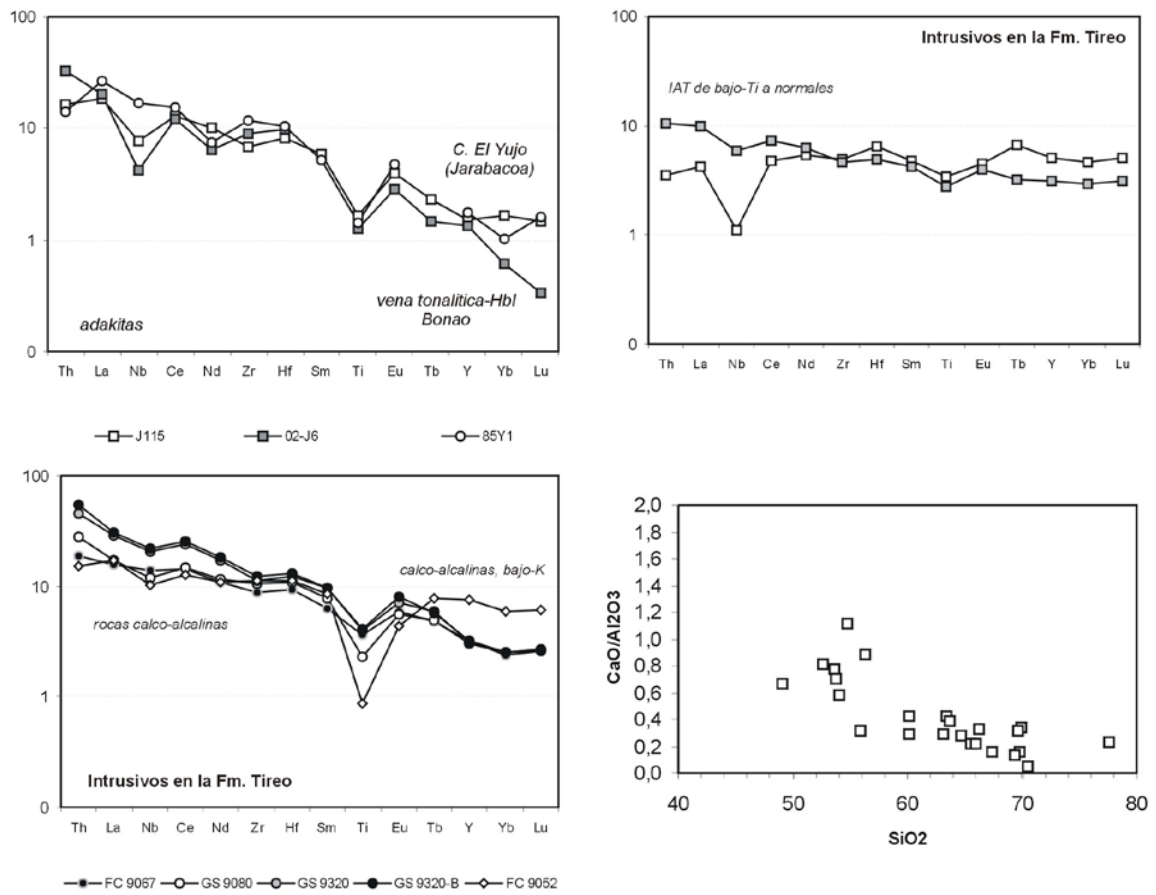 100
10
1
0
C. El Yujo
(Jarabacoa)
vena tonalitica-Hbl
Bonao
adakitas
Th La Nb Ce Nd Zr Hf Sm Ti Eu Tb Y Yb Lu
J115 02-J6 85Y1
100
10
1
0
Intrusivos en la Fm. Tireo
IAT de bajo-Ti a normales
Th La Nb Ce Nd Zr Hf Sm Ti Eu Tb Y Yb Lu
100
10
1
0
calco-alcalinas, bajo-K
rocas calco-alcalinas
Intrusivos en la Fm. Tireo
Th La Nb Ce Nd Zr Hf Sm Ti Eu Tb Y Yb Lu
FC 9067 GS 9080 GS 9320 GS 9320-B FC 9052
CaO/Al2O3
2,0
1,8
1,6
1,4
1,2
1,0
0,8
0,6
0,4
0,2
0,0
40 50 60 70 80
SiO2